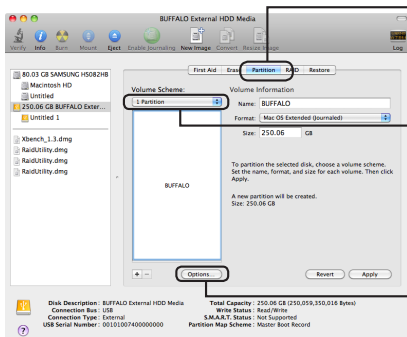 BUFFALO External HDD Media
Verify Info Burn Mount Eject Enable Journaling New Image Convert Resize Image Log
First Aid Erase Partition RAID Restore
80.03 GB SAMSUNG HS082HB
Macintosh HD
Untitled
250.06 GB BUFFALO Exter...
Untitled 1
Xbench_1.3.dmg
RaidUtility.dmg
RaidUtility.dmg
RaidUtility.dmg
Volume Scheme:
1 Partition
BUFFALO
+ −
Options...
Volume Information
Name: BUFFALO
Format: Mac OS Extended (Journaled)
Size: 250.06 GB
To partition the selected disk, choose a volume scheme.
Set the name, format, and size for each volume. Then click
Apply.
A new partition will be created.
Size: 250.06 GB
Revert Apply
Disk Description : BUFFALO External HDD Media
Connection Bus : USB
Connection Type : External
USB Serial Number : 00101007400000000
Total Capacity : 250.06 GB (250,059,350,016 Bytes)
Write Status : Read/Write
S.M.A.R.T. Status : Not Supported
Partition Map Scheme : Master Boot Record
?